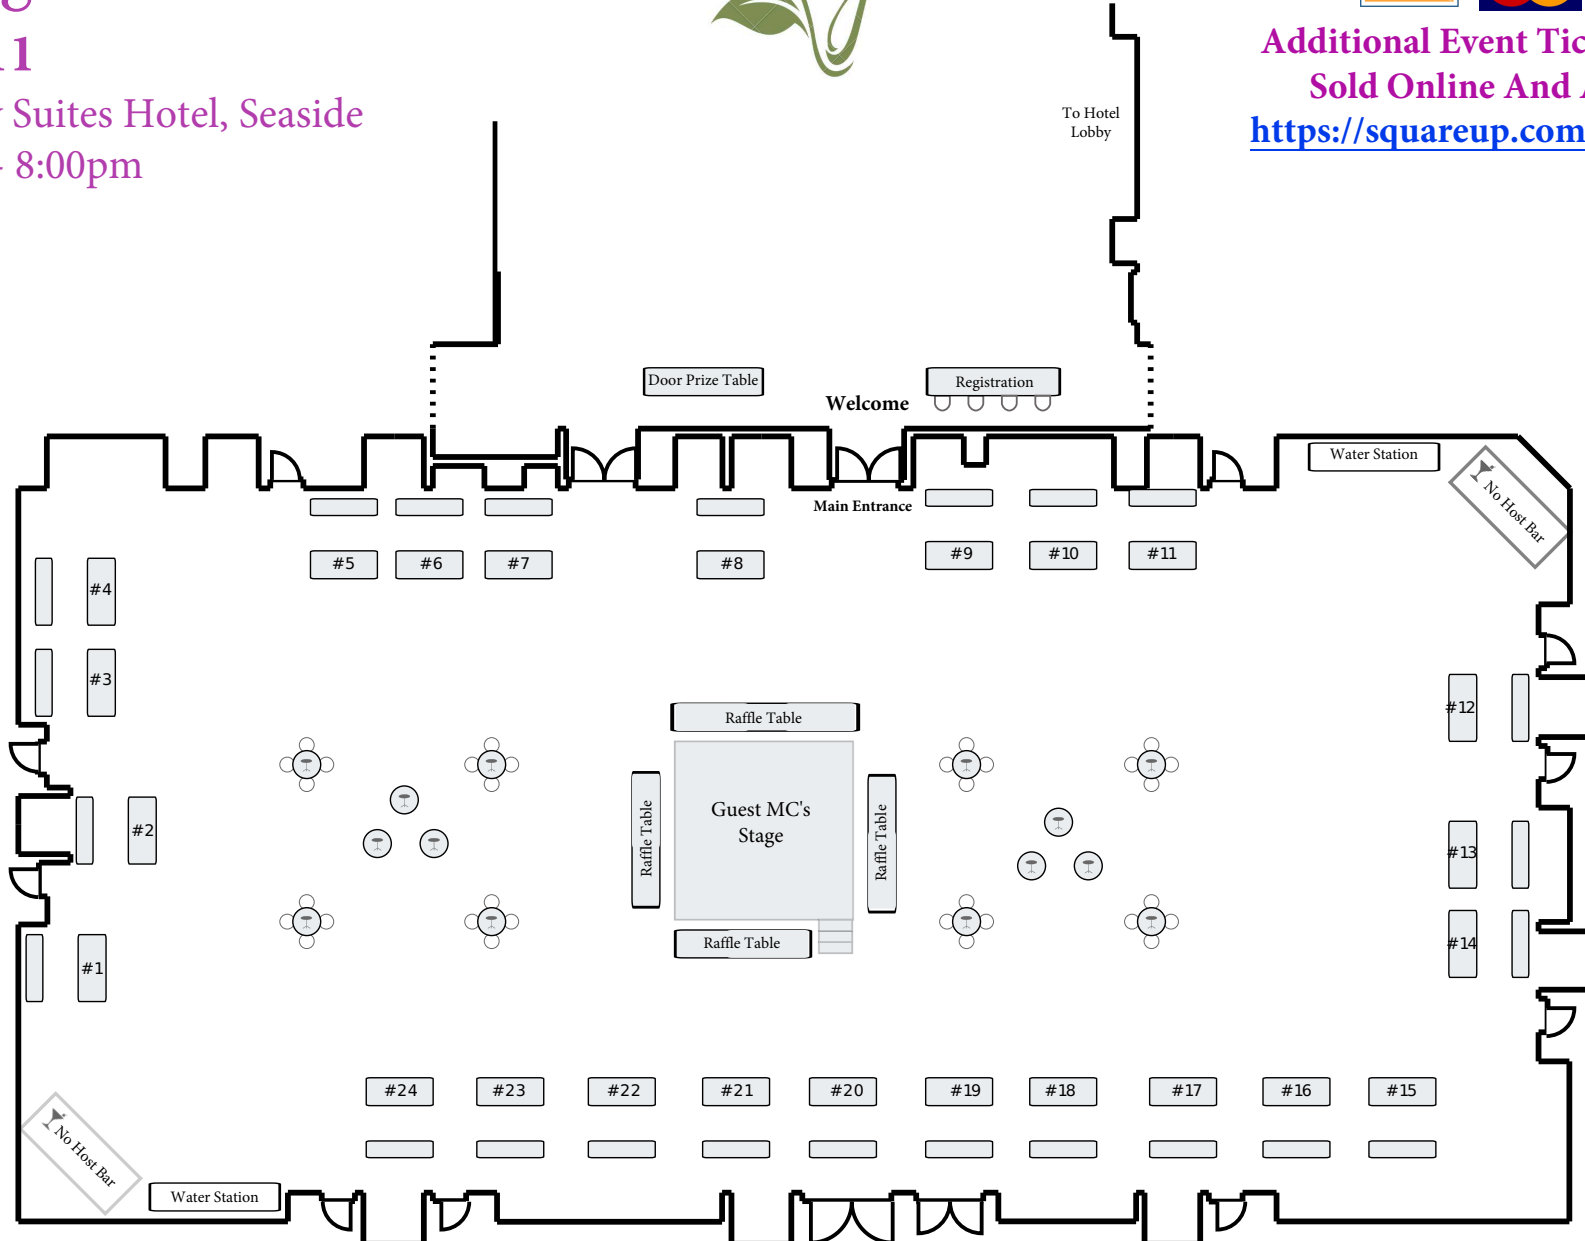 11
Suites Hotel, Seaside
- 8:00pm
Additional Event
Sold Online And
https://squareup.com
To Hotel
Lobby
Door Prize Table
Welcome
Registration
Main Entrance
Water Station
No Host Bar
#5
#6
#7
#8
#9
#10
#11
#4
#3
#2
#1
#12
#13
#14
Raffle Table
Raffle Table
Guest MC's
Stage
Raffle Table
Raffle Table
#24
#23
#22
#21
#20
#19
#18
#17
#16
#15
No Host Bar
Water Station